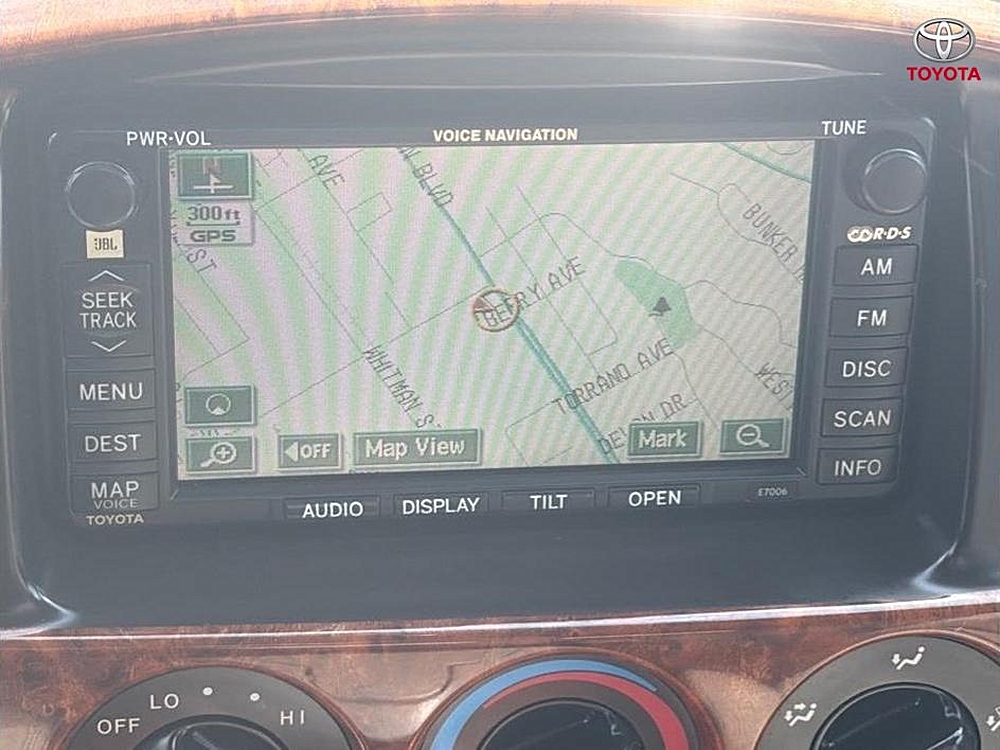 TOYOTA
PWR·VOL
VOICE NAVIGATION
TUNE
N
AVE
N BLVD
300ft
GPS
ST
BUNKER
JBL
R·D·S
AM
SEEK
TRACK
BERRY AVE
FM
WHITMAN ST
TORRANO AVE
WEST
DISC
MENU
DR
SCAN
DEST
OFF
Map View
Mark
INFO
MAP
VOICE
TOYOTA
AUDIO
DISPLAY
TILT
OPEN
E7006
OFF
LO
HI